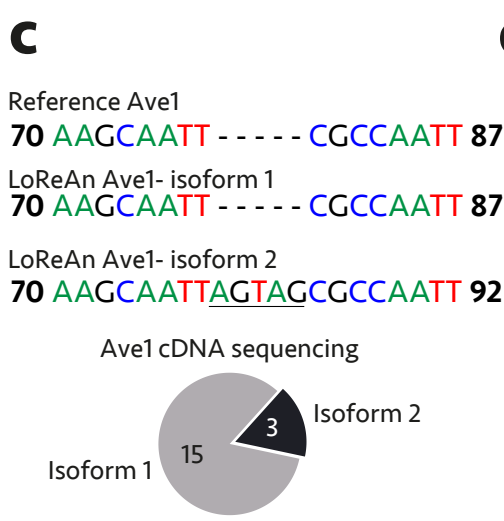 C
Reference Ave1
70 AAGCAATT - - - - - CGCCAATT 87
LoReAn Ave1- isoform 1
70 AAGCAATT - - - - - CGCCAATT 87
LoReAn Ave1- isoform 2
70 AAGCAATTAGTAGCGCCAATT 92
Ave1 cDNA sequencing
Isoform 2
3
15
Isoform 1